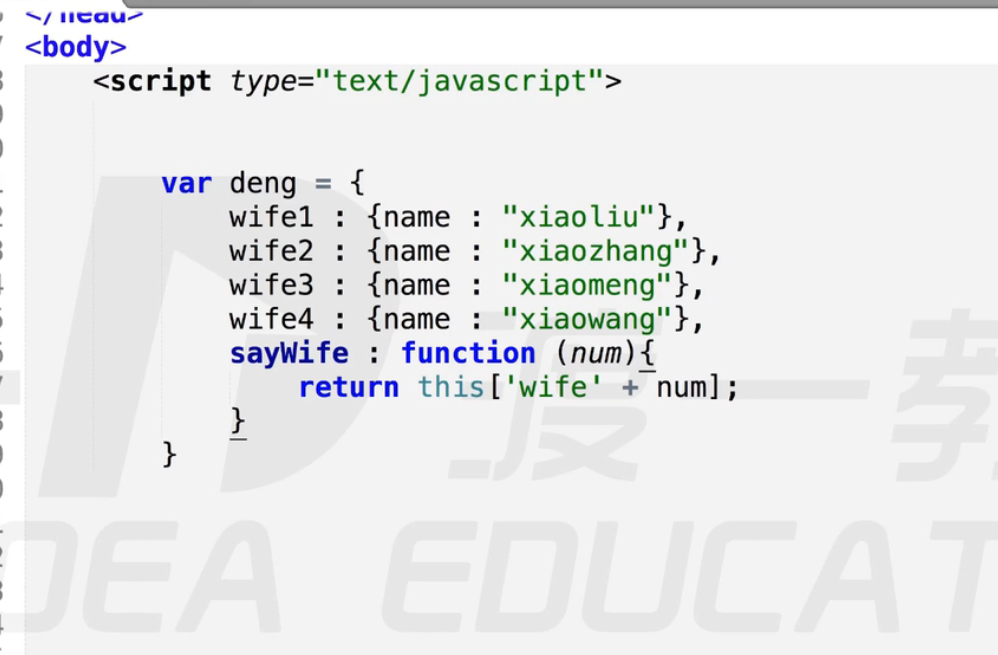 </head>
<body>
<script type="text/javascript">
var deng = {
wife1 : {name : "xiaoliu"},
wife2 : {name : "xiaozhang"},
wife3 : {name : "xiaomeng"},
wife4 : {name : "xiaowang"},
sayWife : function (num){
return this['wife' + num];
}
}
渡一教
EDUCAT